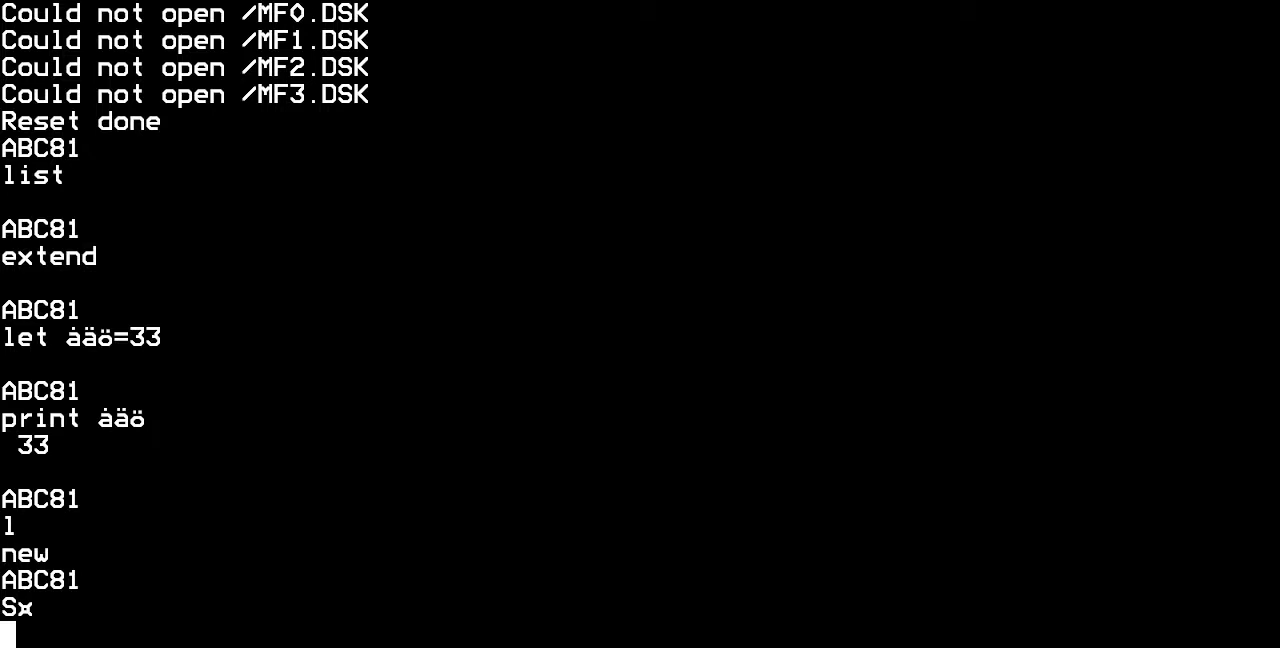 Could not open /MF0.DSK
Could not open /MF1.DSK
Could not open /MF2.DSK
Could not open /MF3.DSK
Reset done
ABC81
list
ABC81
extend
ABC81
let åäö=33
ABC81
print åäö
33
ABC81
l
new
ABC81
S¤